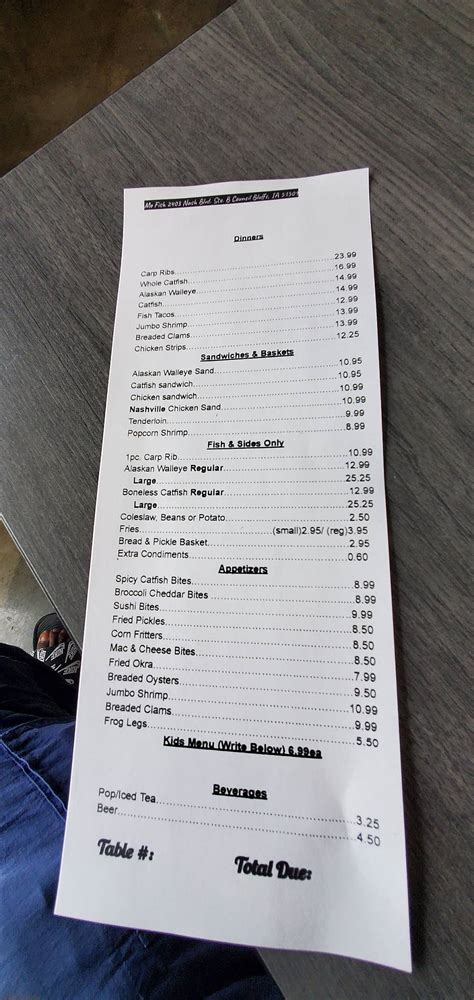 Mo Fish 2403 Nash Blvd. Ste. B Council Bluffs, IA 51501
Dinners
Carp Ribs 23.99
Whole Catfish 16.99
Alaskan Walleye 14.99
Catfish 14.99
Fish Tacos 12.99
Jumbo Shrimp 13.99
Breaded Clams 13.99
Chicken Strips 12.25
Sandwiches & Baskets
Alaskan Walleye Sand 10.95
Catfish sandwich 10.95
Chicken sandwich 10.99
Nashville Chicken Sand 10.99
Tenderloin 9.99
Popcorn Shrimp 8.99
Fish & Sides Only
1pc. Carp Rib 10.99
Alaskan Walleye Regular 12.99
Large 25.25
Boneless Catfish Regular 12.99
Large 25.25
Coleslaw, Beans or Potato 2.50
Fries (small)2.95/ (reg)3.95
Bread & Pickle Basket 2.95
Extra Condiments 0.60
Appetizers
Spicy Catfish Bites 8.99
Broccoli Cheddar Bites 8.99
Sushi Bites 9.99
Fried Pickles 8.50
Corn Fritters 8.50
Mac & Cheese Bites 8.50
Fried Okra 7.99
Breaded Oysters 9.50
Jumbo Shrimp 10.99
Breaded Clams 9.99
Frog Legs 5.50
Kids Menu (Write Below) 6.99ea
Beverages
Pop/Iced Tea 3.25
Beer 4.50
Table #:
Total Due: